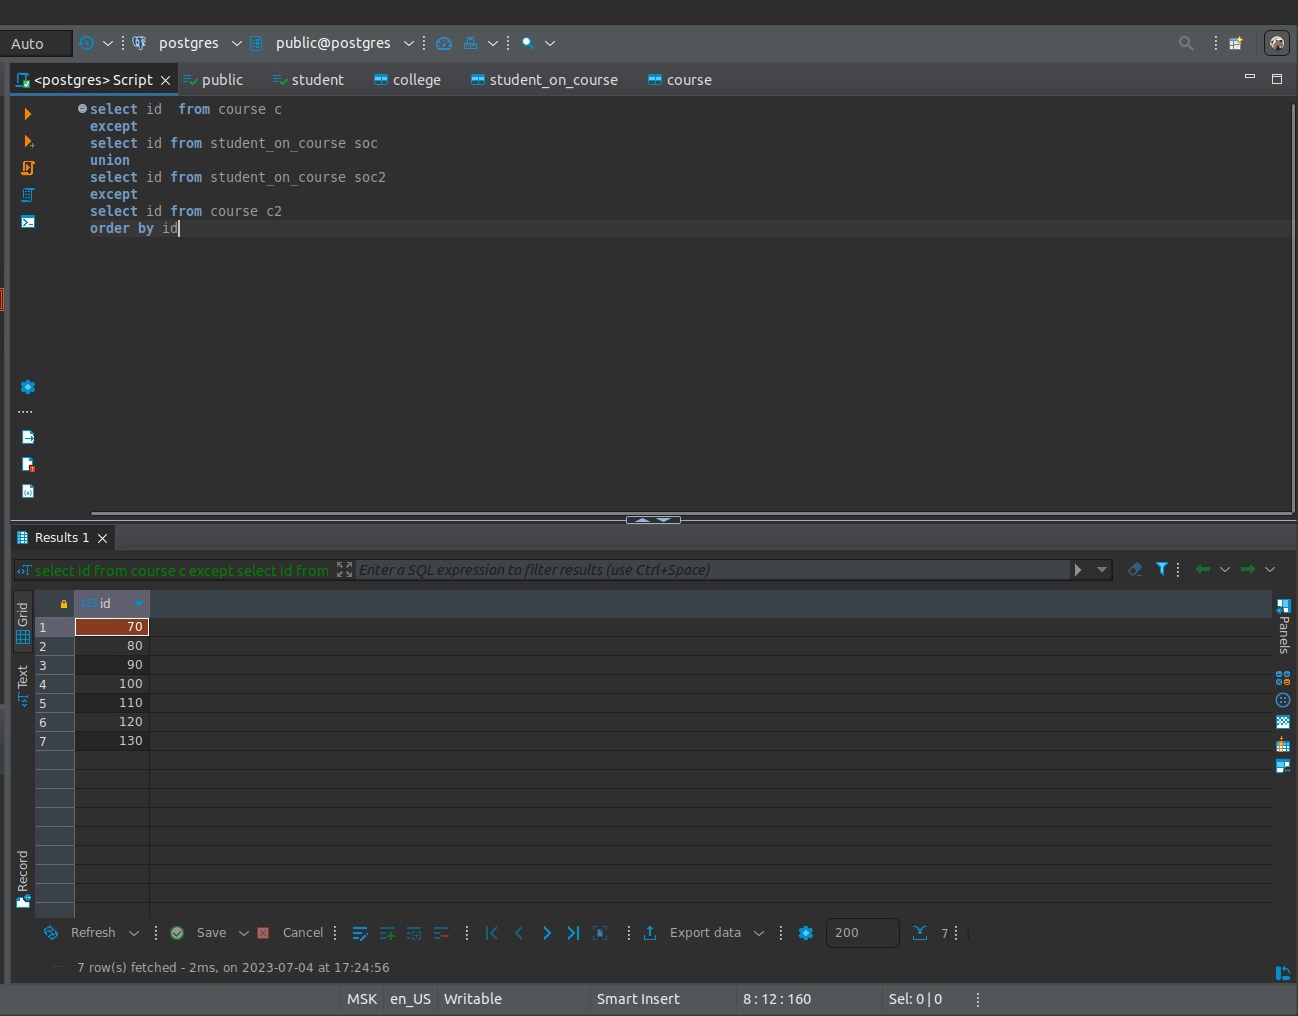 Auto postgres public@postgres
<postgres> Script public student college student_on_course course
select id  from course c
except
select id from student_on_course soc
union
select id from student_on_course soc2
except
select id from course c2
order by id
Results 1
select id from course c except select id from Enter a SQL expression to filter results (use Ctrl+Space)
Grid
Text
Record
Panels
123 id
1 70
2 80
3 90
4 100
5 110
6 120
7 130
Refresh Save Cancel Export data 200 7
7 row(s) fetched - 2ms, on 2023-07-04 at 17:24:56
MSK en_US Writable Smart Insert 8 : 12 : 160 Sel: 0 | 0